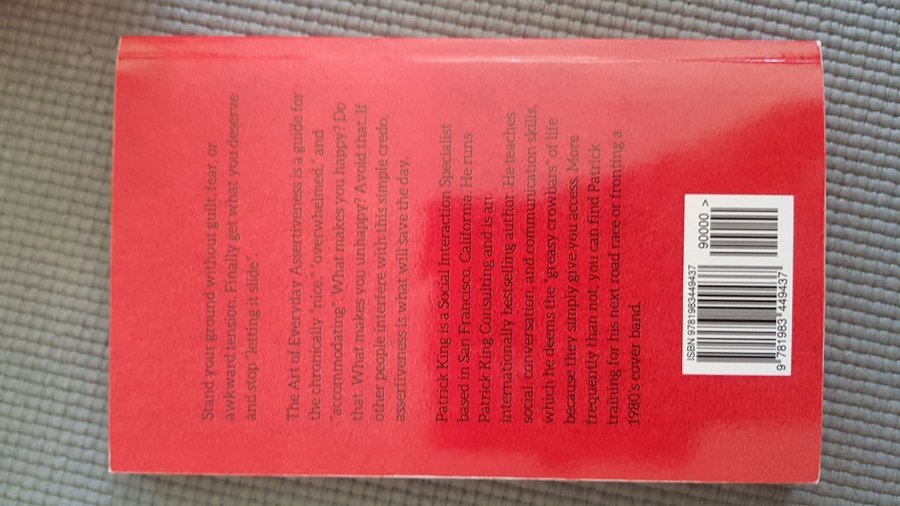 Stand your ground without guilt, fear, or
awkward tension. Finally get what you deserve
and stop "letting it slide".
The Art of Everyday Assertiveness is a guide for
the chronically "nice," "overwhelmed," and
"accommodating". What makes you happy? Do
that. What makes you unhappy? Avoid that. If
other people interfere with this simple credo,
assertiveness is what will save the day.
Patrick King is a Social Interaction Specialist
based in San Francisco, California. He runs
Patrick King Consulting and is an
internationally bestselling author. He teaches
social, conversation, and communication skills,
which he deems the "greasy crowbars" of life
because they simply give you access. More
frequently than not, you can find Patrick
training for his next road race or fronting a
1980's cover band.
ISBN 9781983449437
90000 >
9 781983 449437